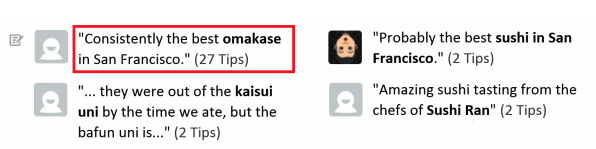 "Consistently the best omakase
in San Francisco." (27 Tips)
"Probably the best sushi in San
Francisco." (2 Tips)
"... they were out of the kaisui
uni by the time we ate, but the
bafun uni is..." (2 Tips)
"Amazing sushi tasting from the
chefs of Sushi Ran" (2 Tips)